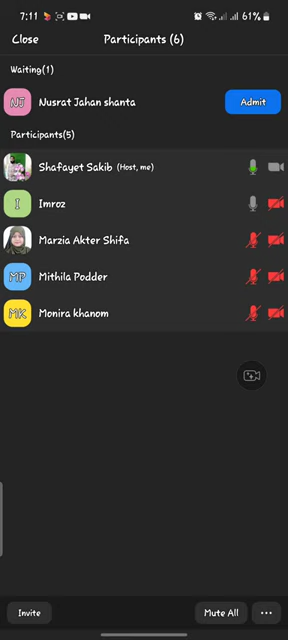 7:11 61%
Close Participants (6)
Waiting(1)
NJ Nusrat Jahan shanta Admit
Participants(5)
Shafayet Sakib (Host, me)
I Imroz
Marzia Akter Shifa
MP Mithila Podder
MK Monira khanom
Invite Mute All